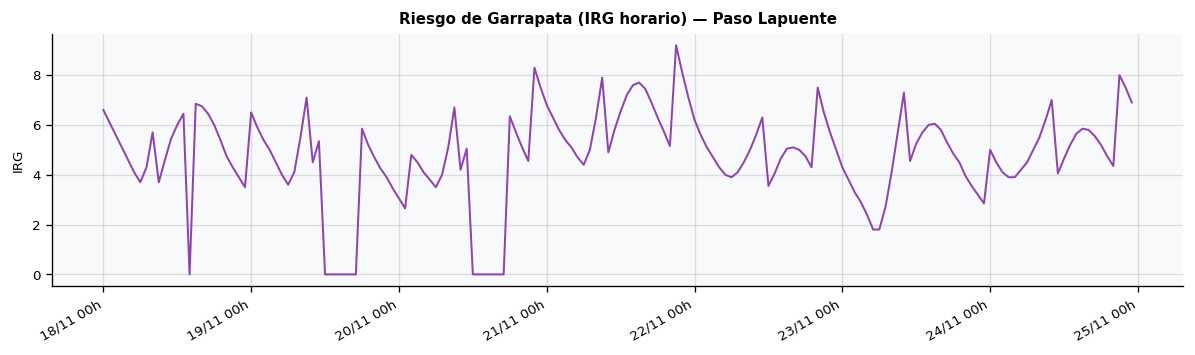 Riesgo de Garrapata (IRG horario) — Paso Lapuente
IRG
8
6
4
2
0
18/11 00h
19/11 00h
20/11 00h
21/11 00h
22/11 00h
23/11 00h
24/11 00h
25/11 00h